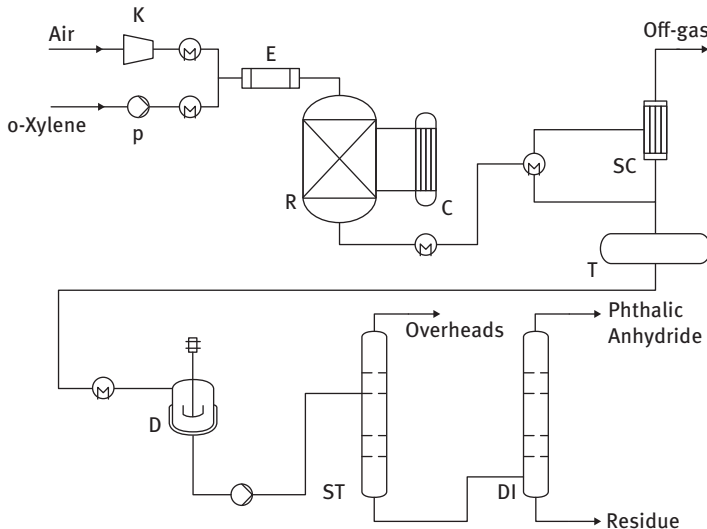 K
Air
E
Off-gas
o-Xylene
p
SC
R
C
T
Overheads
Phthalic
Anhydride
D
ST
DI
Residue